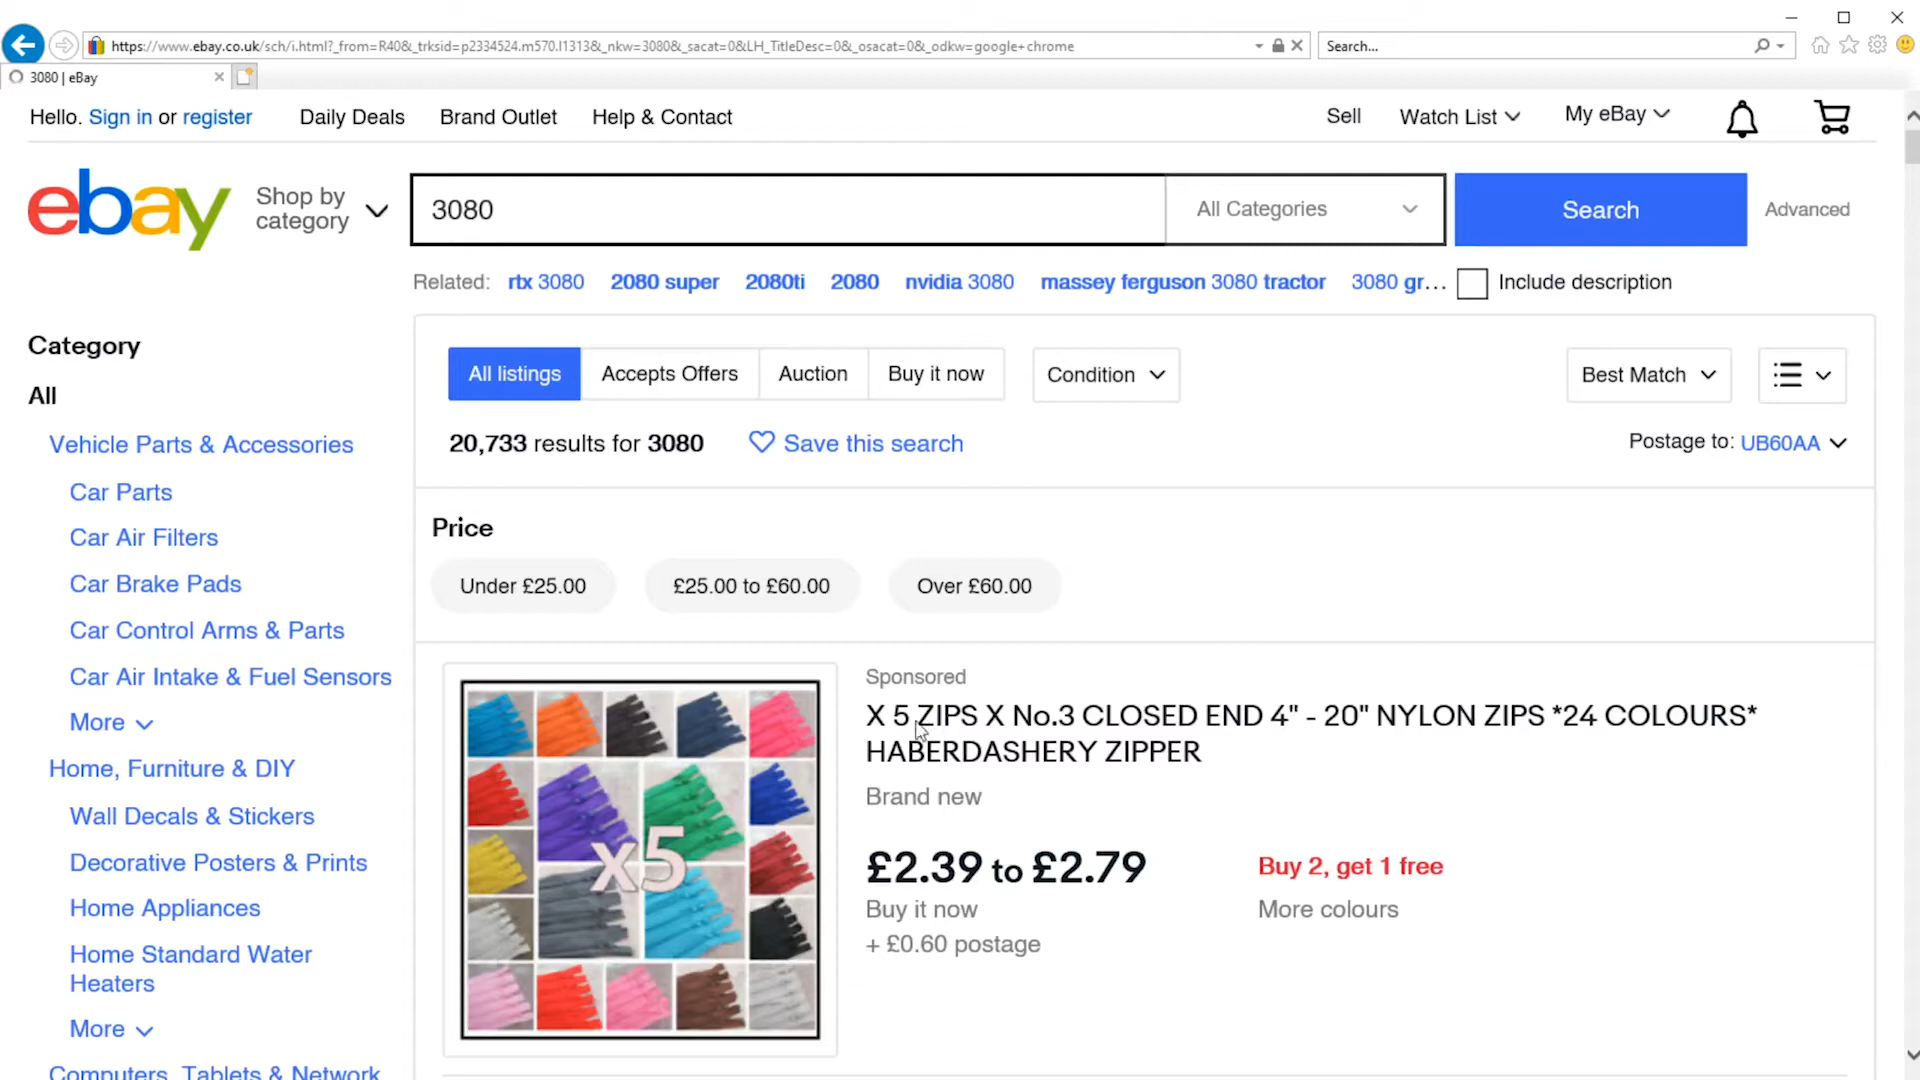 https://www.ebay.co.uk/sch/i.html?_from=R40&_trksid=p2334524.m570.l1313&_nkw=3080&_sacat=0&LH_TitleDesc=0&_osacat=0&_odkw=google+chrome
Search...
3080 | eBay
Hello. Sign in or register Daily Deals Brand Outlet Help & Contact Sell Watch List My eBay
ebay Shop by category 3080 All Categories Search Advanced
Related: rtx 3080 2080 super 2080ti 2080 nvidia 3080 massey ferguson 3080 tractor 3080 gr... Include description
Category
All
Vehicle Parts & Accessories
Car Parts
Car Air Filters
Car Brake Pads
Car Control Arms & Parts
Car Air Intake & Fuel Sensors
More
Home, Furniture & DIY
Wall Decals & Stickers
Decorative Posters & Prints
Home Appliances
Home Standard Water
Heaters
More
Computers, Tablets & Network
All listings Accepts Offers Auction Buy it now Condition Best Match
20,733 results for 3080 Save this search Postage to: UB60AA
Price
Under £25.00 £25.00 to £60.00 Over £60.00
x5
Sponsored
X 5 ZIPS X No.3 CLOSED END 4" - 20" NYLON ZIPS *24 COLOURS*
HABERDASHERY ZIPPER
Brand new
£2.39 to £2.79 Buy 2, get 1 free
Buy it now More colours
+ £0.60 postage